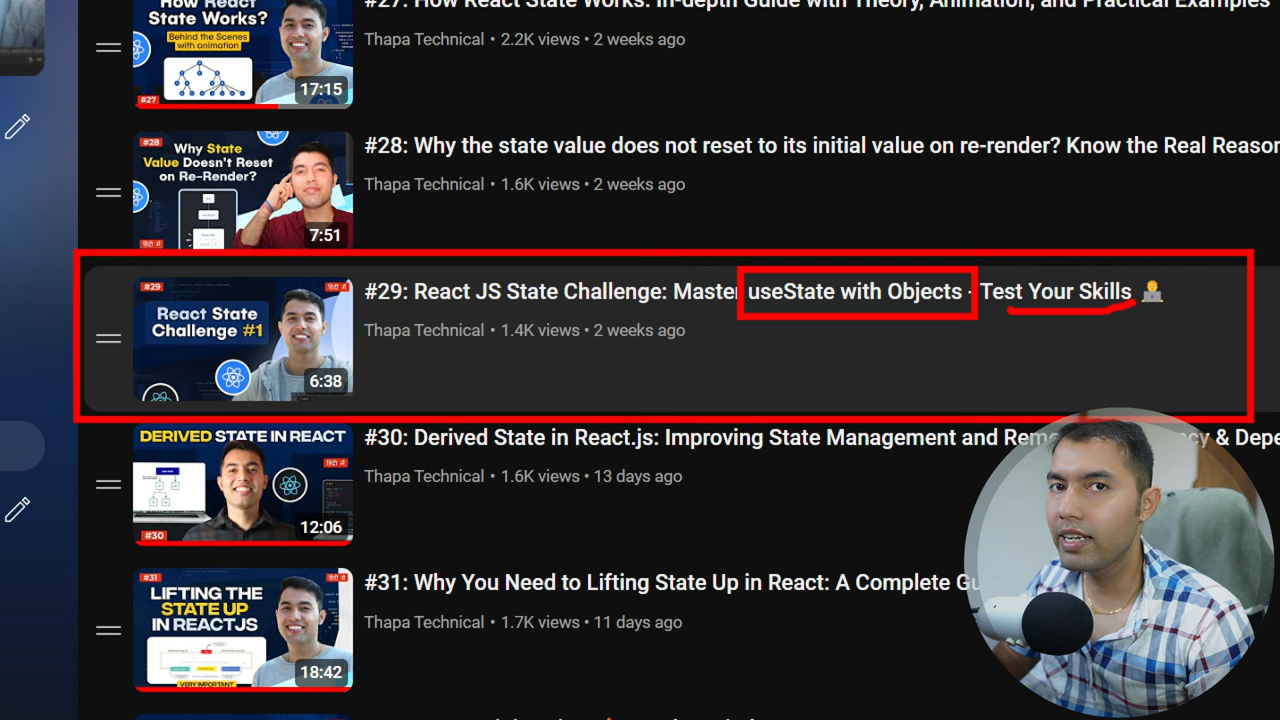 How React
State Works?
Behind the Scenes
with animation
#27
17:15
#27: How React State Works: In-depth Guide with Theory, Animation, and Practical Examples
Thapa Technical • 2.2K views • 2 weeks ago
#28
Why State
Value Doesn't Reset
on Re-Render?
हिंदी में
7:51
#28: Why the state value does not reset to its initial value on re-render? Know the Real Reason
Thapa Technical • 1.6K views • 2 weeks ago
#29
हिंदी में
React State
Challenge #1
6:38
#29: React JS State Challenge: Master useState with Objects - Test Your Skills
Thapa Technical • 1.4K views • 2 weeks ago
DERIVED STATE IN REACT
हिंदी में
#30
12:06
#30: Derived State in React.js: Improving State Management and
Thapa Technical • 1.6K views • 13 days ago
#31
हिंदी में
LIFTING THE
STATE UP
IN REACTJS
VERY IMPORTANT
18:42
#31: Why You Need to Lifting State Up in React: A Complete
Thapa Technical • 1.7K views • 11 days ago